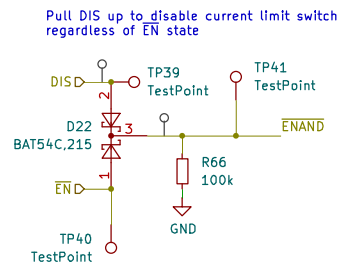 Pull DIS up to disable current limit switch
regardless of EN state
TP39
TestPoint
TP41
TestPoint
DIS
2
D22
BAT54C,215
3
ENAND
R66
100k
1
EN
GND
TP40
TestPoint